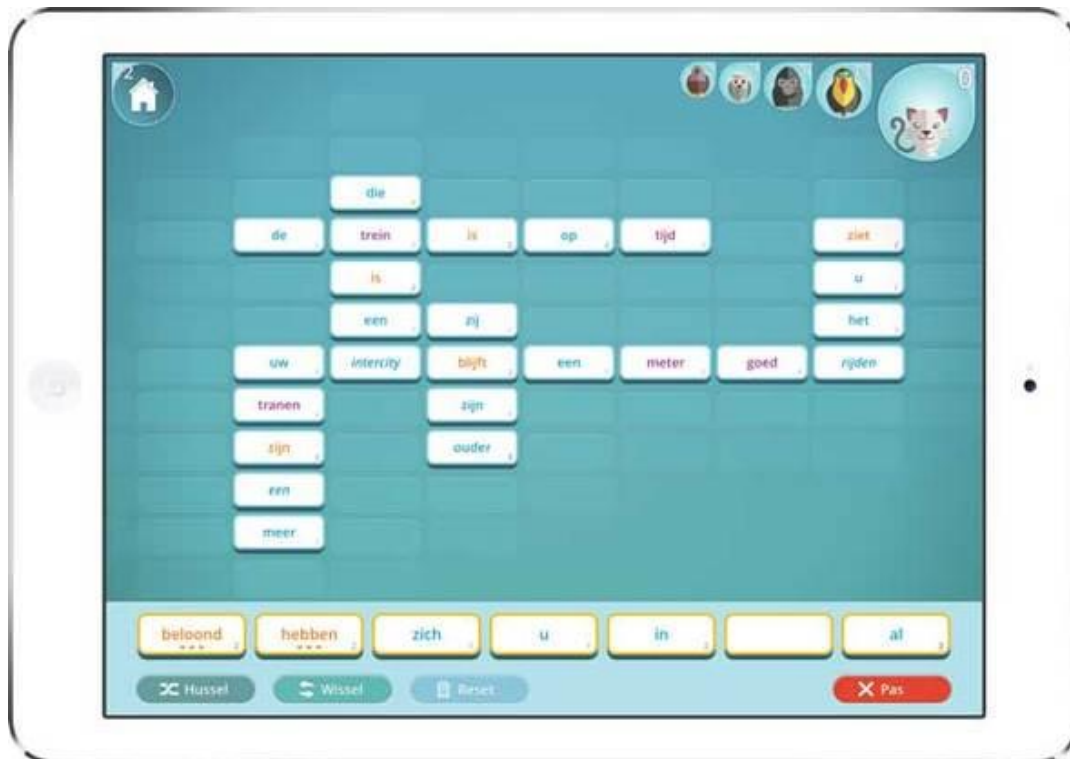 2
0
die
de trein is op tijd ziet
is u
een zij het
uw intercity blijft een meter goed rijden
tranen zijn
zijn ouder
een
meer
beloond hebben zich u in al
Hussel Wissel Reset Pas